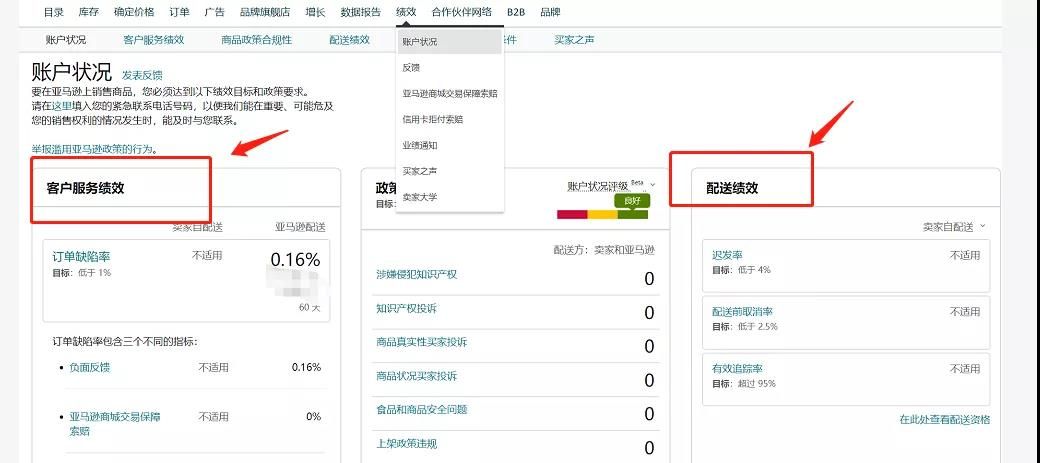 目录 库存 确定价格 订单 广告 品牌旗舰店 增长 数据报告 绩效 合作伙伴网络 B2B 品牌
账户状况 客户服务绩效 商品政策合规性 配送绩效 件 买家之声
账户状况
反馈
亚马逊商城交易保障索赔
信用卡拒付索赔
业绩通知
买家之声
卖家大学
账户状况 发表反馈
要在亚马逊上销售商品，您必须达到以下绩效目标和政策要求。
请在这里填入您的紧急联系电话号码，以便我们能在重要、可能危及
您的销售权利的情况发生时，能及时与您联系。
举报滥用亚马逊政策的行为。
客户服务绩效
卖家自配送 亚马逊配送
订单缺陷率 不适用 0.16%
目标：低于 1%
60 天
订单缺陷率包含三个不同的指标：
• 负面反馈 不适用 0.16%
• 亚马逊商城交易保障 不适用 0%
索赔
政策
目标：
账户状况评级 Beta
良好
配送方：卖家和亚马逊
涉嫌侵犯知识产权 0
知识产权投诉 0
商品真实性买家投诉 0
商品状况买家投诉 0
食品和商品安全问题 0
上架政策违规 0
配送绩效
卖家自配送
迟发率 不适用
目标：低于 4%
配送前取消率 不适用
目标：低于 2.5%
有效追踪率 不适用
目标：超过 95%
在此处查看配送资格